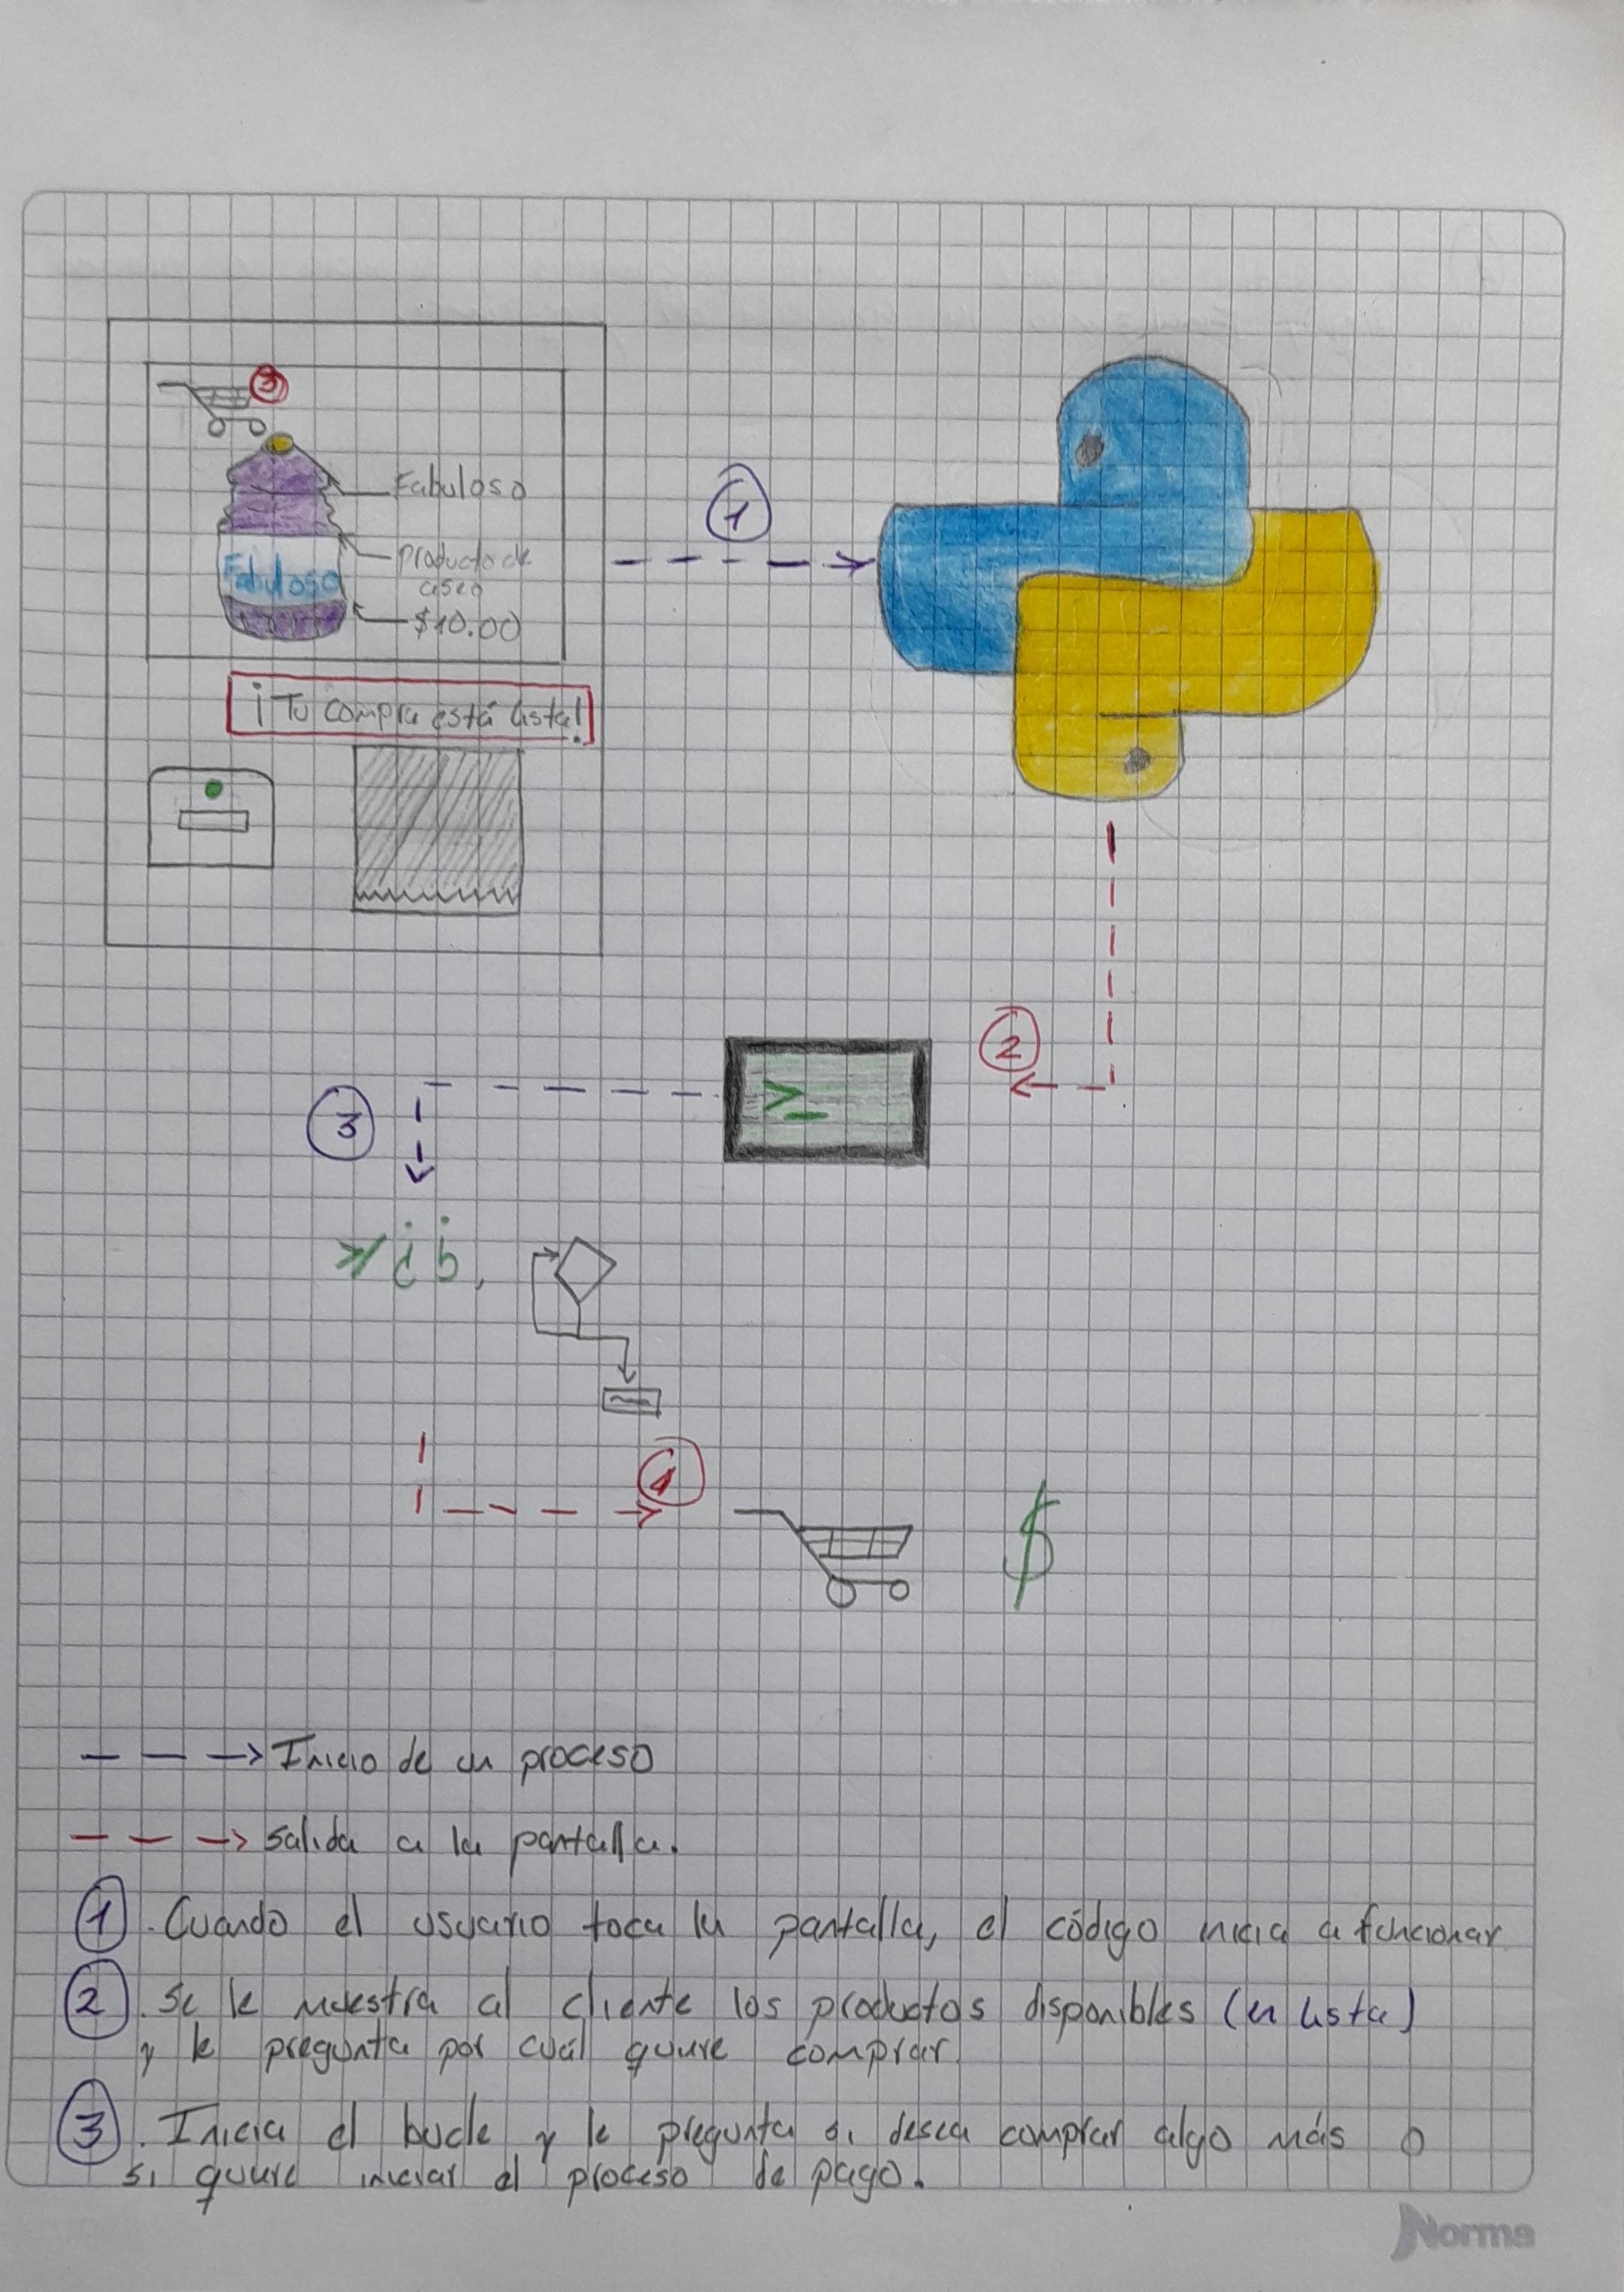 3
Fabuloso
Fabuloso
Producto de
aseo
$10.00
¡Tu compra está lista!
1
2
>_
3
$
Inicio de un proceso
salida a la pantalla.
1. Cuando el usuario toca la pantalla, el código inicia a funcionar
2. Se le muestra al cliente los productos disponibles (en lista)
y le pregunta por cuál quiere comprar.
3. Inicia el bucle y le pregunta si desea comprar algo más o
si quiere iniciar el proceso de pago.
Norma